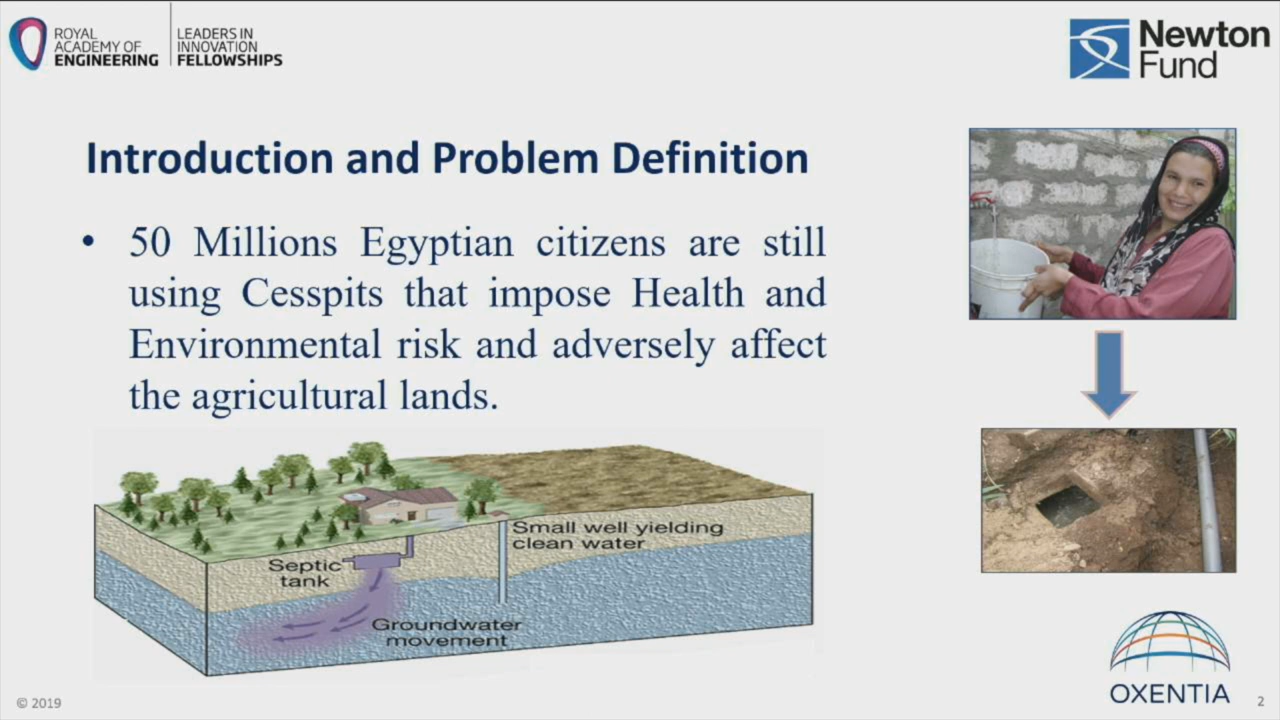 ROYAL
ACADEMY OF
ENGINEERING
LEADERS IN
INNOVATION
FELLOWSHIPS
Newton
Fund
Introduction and Problem Definition
• 50 Millions Egyptian citizens are still
using Cesspits that impose Health and
Environmental risk and adversely affect
the agricultural lands.
Small well yielding
clean water
Septic
tank
Groundwater
movement
OXENTIA
© 2019
2